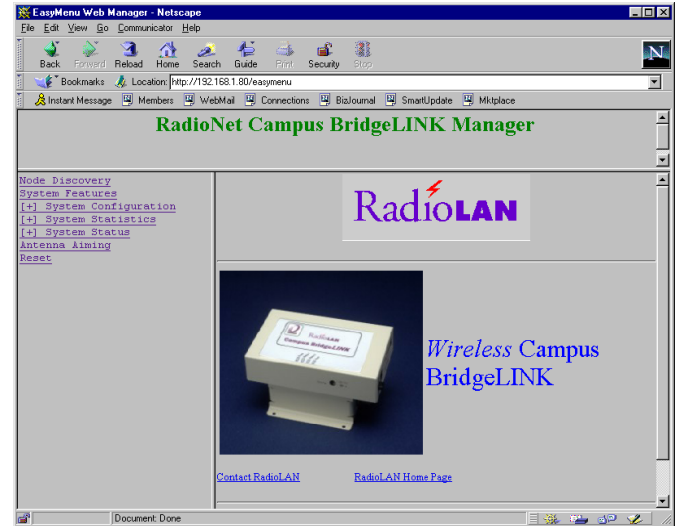 EasyMenu Web Manager - Netscape
File Edit View Go Communicator Help
Back Forward Reload Home Search Guide Print Security Stop
N
Bookmarks Location: http://192.168.1.80/easymenu
Instant Message Members WebMail Connections BizJournal SmartUpdate Mktplace
RadioNet Campus BridgeLINK Manager
Node Discovery
System Features
[+] System Configuration
[+] System Statistics
[+] System Status
Antenna Aiming
Reset
RadioLAN
RadioLAN
Campus BridgeLINK
Wireless Campus
BridgeLINK
Contact RadioLAN RadioLAN Home Page
Document: Done